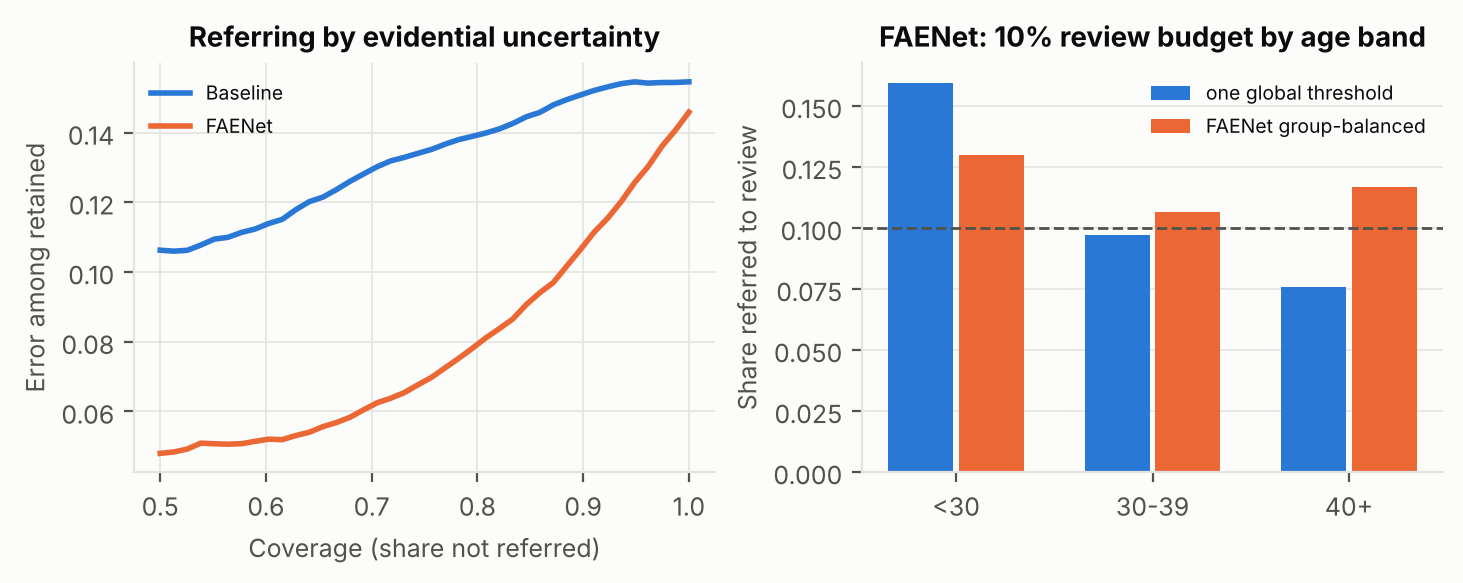 Referring by evidential uncertainty
Baseline
FAENet
Error among retained
0.14
0.12
0.10
0.08
0.06
0.5 0.6 0.7 0.8 0.9 1.0
Coverage (share not referred)
FAENet: 10% review budget by age band
one global threshold
FAENet group-balanced
Share referred to review
0.150
0.125
0.100
0.075
0.050
0.025
0.000
<30 30-39 40+